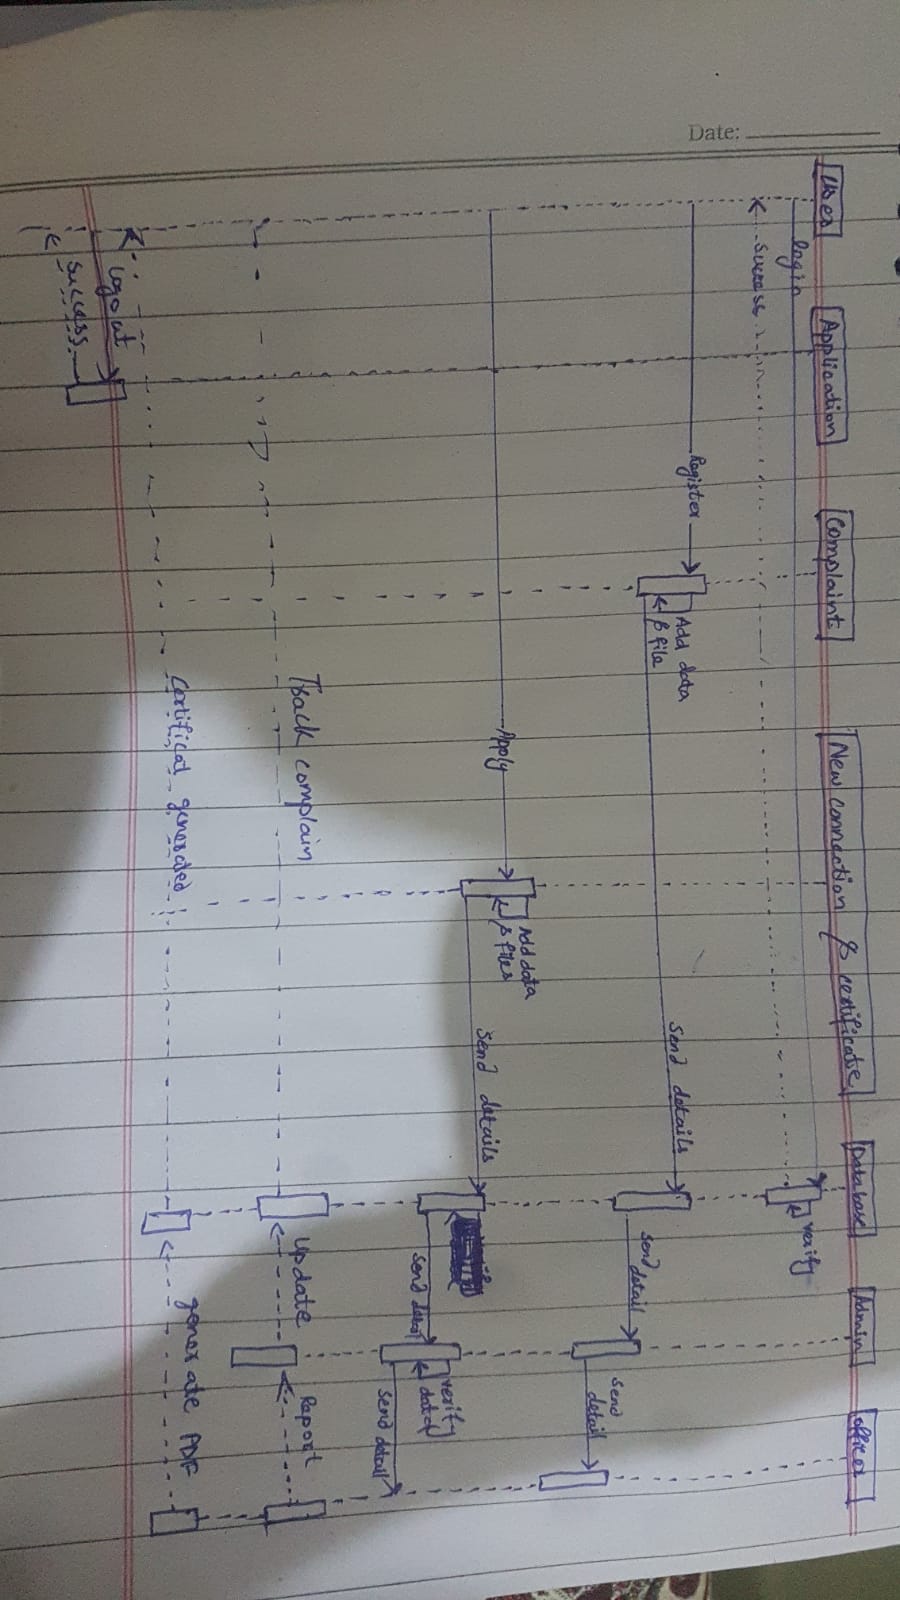 Date:
User
Application
Complaint
New connection & certificate
Database
Admin
officer
login
verify
success
Register
Add data
& file
Send details
send
detail
send
detail
Apply
Add data
& files
Send details
send detail
verify
data
send detail
Track complain
Update
Report
Certificat generated
generate PDF
logout
success